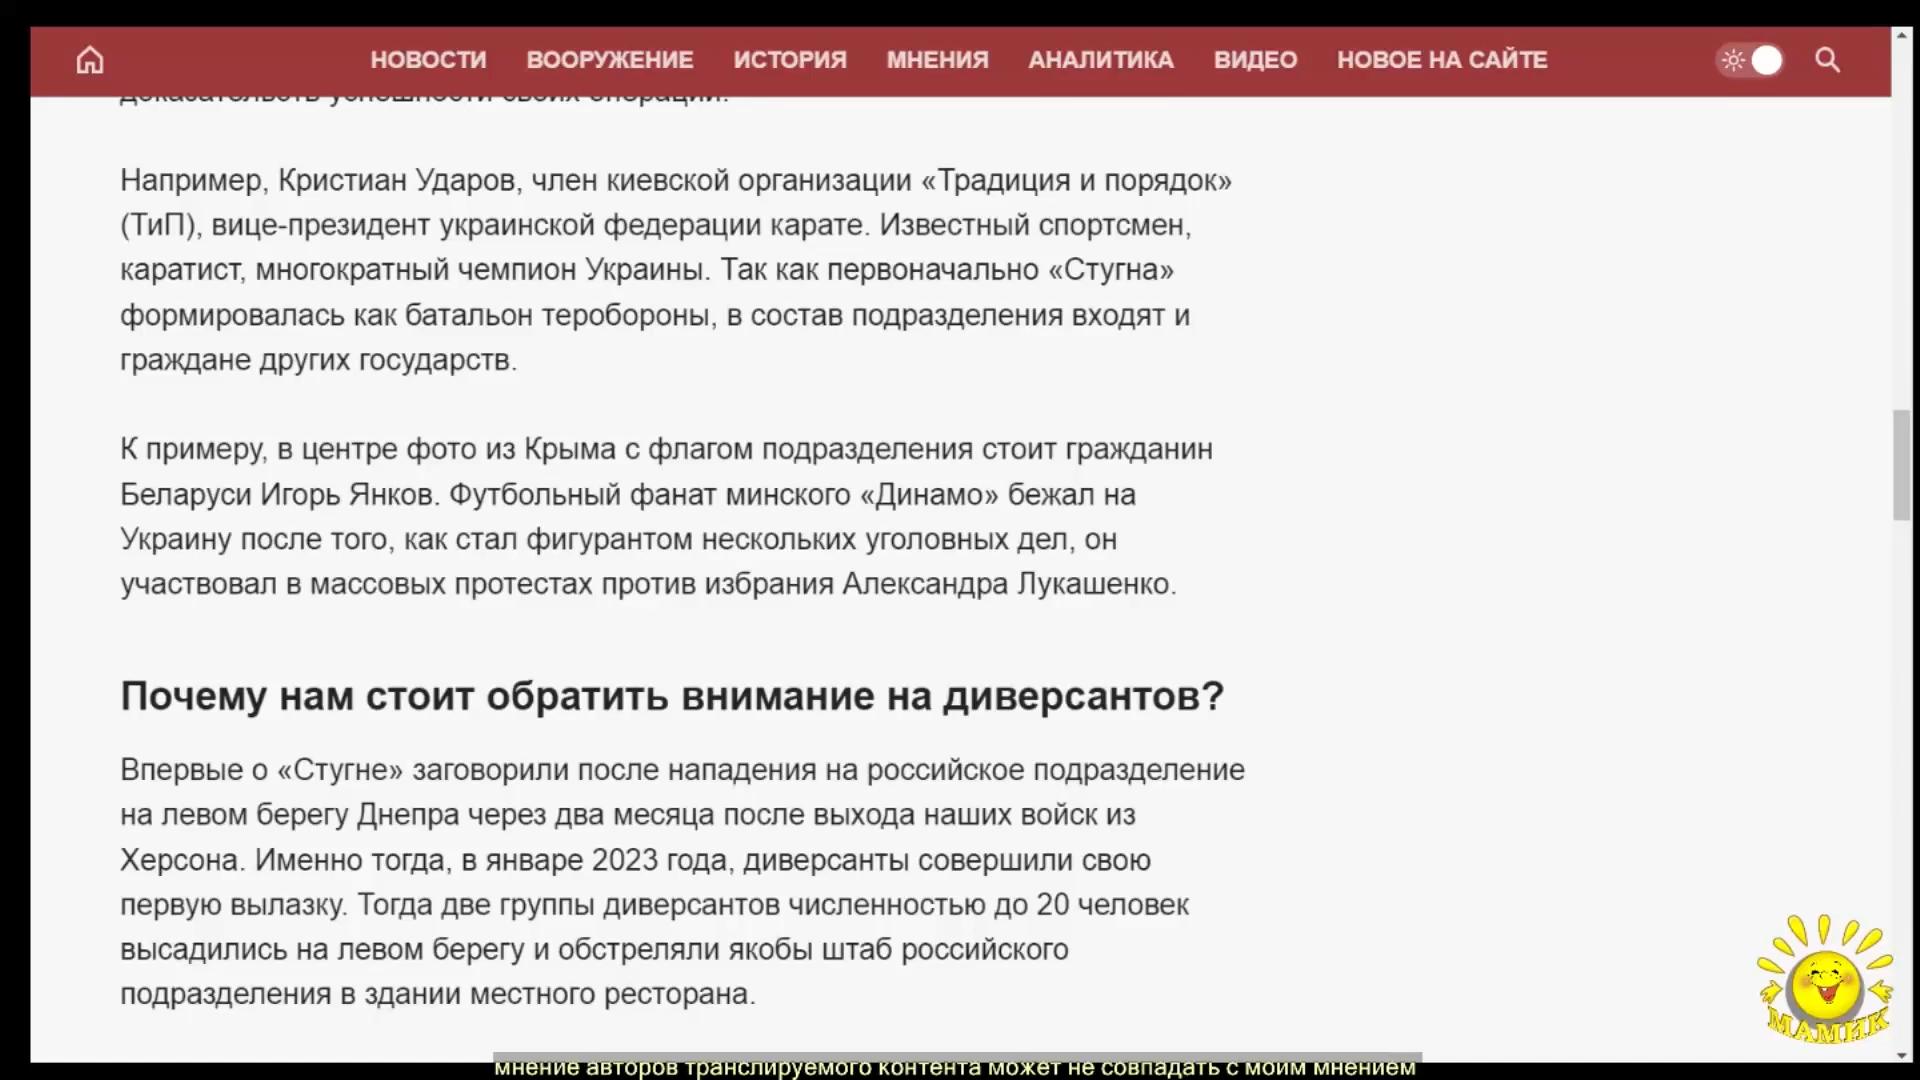 НОВОСТИ ВООРУЖЕНИЕ ИСТОРИЯ МНЕНИЯ АНАЛИТИКА ВИДЕО НОВОЕ НА САЙТЕ
доказательств успешности своих операций.
Например, Кристиан Ударов, член киевской организации «Традиция и порядок»
(ТиП), вице-президент украинской федерации карате. Известный спортсмен,
каратист, многократный чемпион Украины. Так как первоначально «Стугна»
формировалась как батальон теробороны, в состав подразделения входят и
граждане других государств.
К примеру, в центре фото из Крыма с флагом подразделения стоит гражданин
Беларуси Игорь Янков. Футбольный фанат минского «Динамо» бежал на
Украину после того, как стал фигурантом нескольких уголовных дел, он
участвовал в массовых протестах против избрания Александра Лукашенко.
Почему нам стоит обратить внимание на диверсантов?
Впервые о «Стугне» заговорили после нападения на российское подразделение
на левом берегу Днепра через два месяца после выхода наших войск из
Херсона. Именно тогда, в январе 2023 года, диверсанты совершили свою
первую вылазку. Тогда две группы диверсантов численностью до 20 человек
высадились на левом берегу и обстреляли якобы штаб российского
подразделения в здании местного ресторана.
МАМИК
мнение авторов транслируемого контента может не совпадать с моим мнением